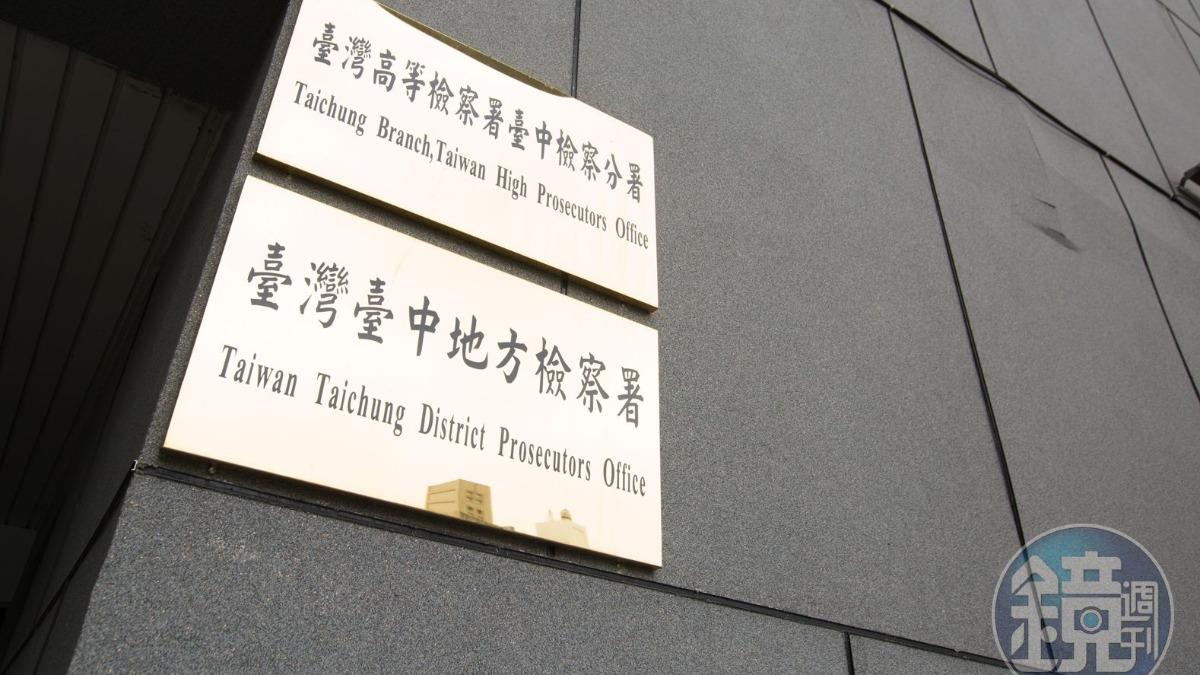 臺灣高等檢察署臺中檢察分署
Taichung Branch,Taiwan High Prosecutors Office
臺灣臺中地方檢察署
Taiwan Taichung District Prosecutors Office
鏡週刊